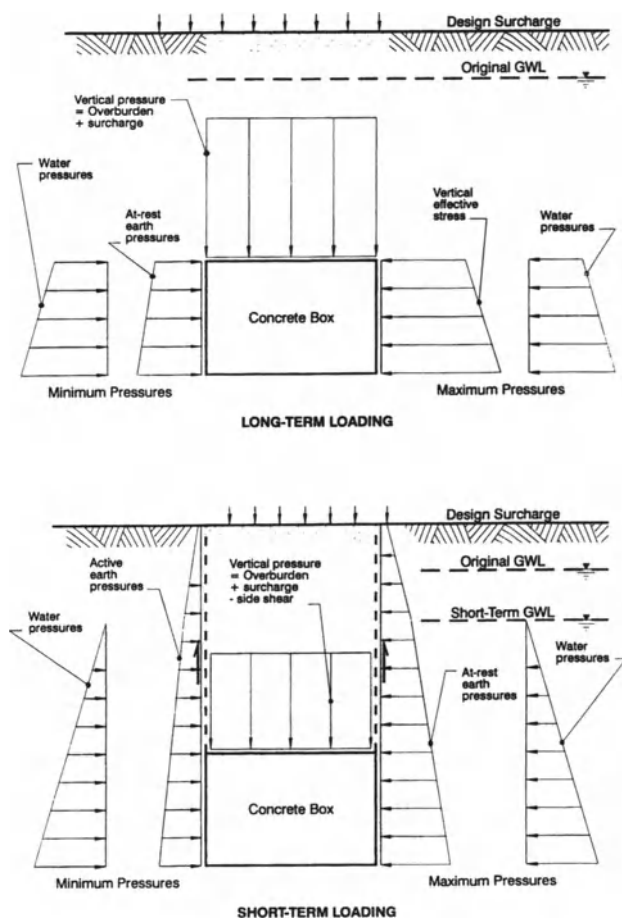 Design Surcharge
Original GWL
Vertical pressure
= Overburden
+ surcharge
Water
pressures
At-rest
earth
pressures
Vertical
effective
stress
Water
pressures
Concrete Box
Minimum Pressures
Maximum Pressures
LONG-TERM LOADING
Design Surcharge
Active
earth
pressures
Vertical pressure
= Overburden
+ surcharge
- side shear
Original GWL
Short-Term GWL
Water
pressures
Water
pressures
At-rest
earth
pressures
Concrete Box
Minimum Pressures
Maximum Pressures
SHORT-TERM LOADING